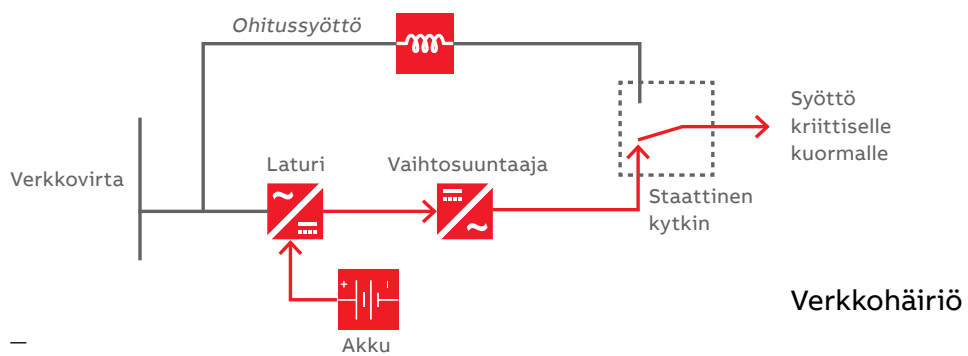 Ohitussyöttö
Syöttö
kriittiselle
kuormalle
Verkkovirta
Laturi
Vaihtosuuntaaja
Staattinen
kytkin
Akku
Verkkohäiriö